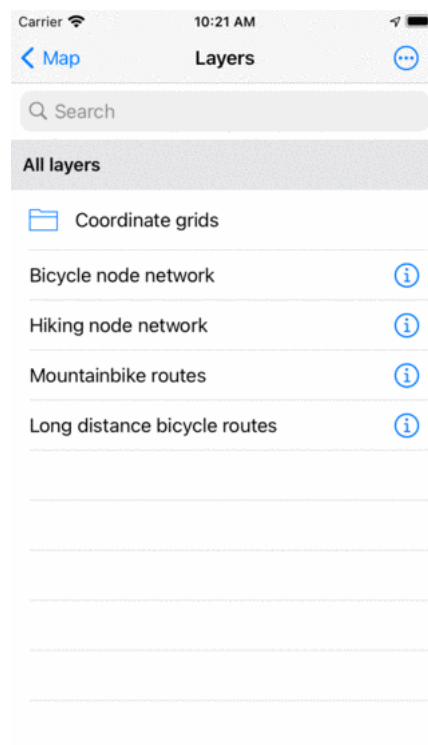 Carrier 10:21 AM
Map Layers
Search
All layers
Coordinate grids
Bicycle node network
Hiking node network
Mountainbike routes
Long distance bicycle routes